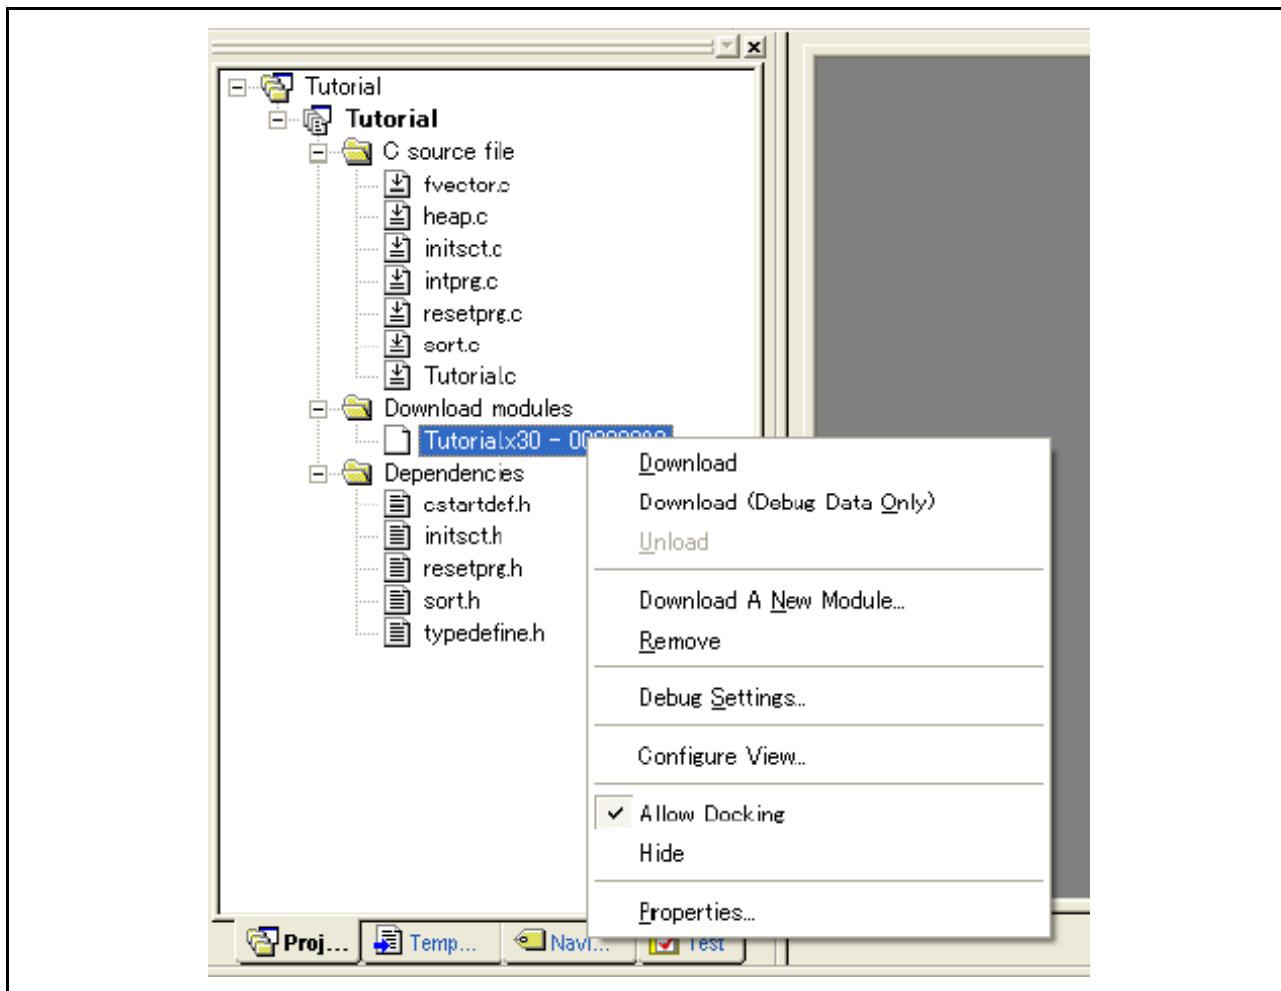 Tutorial
Tutorial
C source file
fvector.c
heap.c
initsct.c
intprg.c
resetprg.c
sort.c
Tutorial.c
Download modules
Tutorial.x30 -
Dependencies
cstartdef.h
initsct.h
resetprg.h
sort.h
typedefine.h
Download
Download (Debug Data Only)
Unload
Download A New Module...
Remove
Debug Settings...
Configure View...
Allow Docking
Hide
Properties...
Proj...
Temp...
Navi...
Test